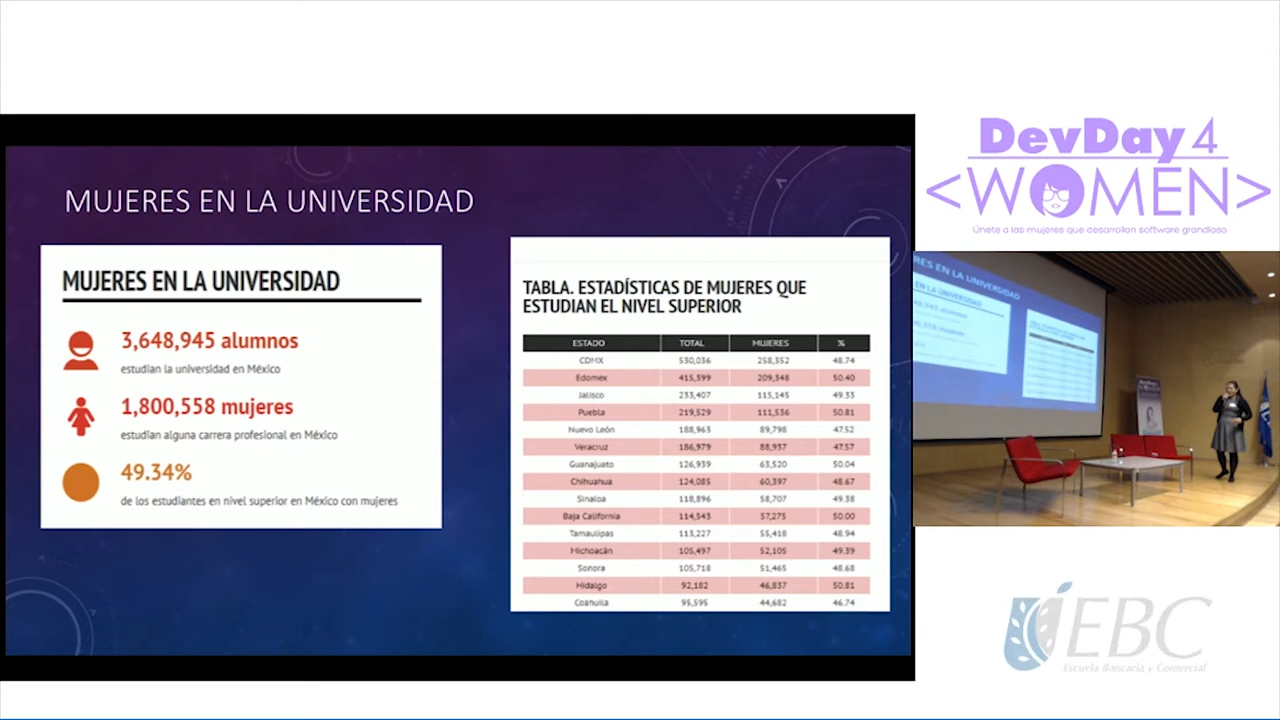 MUJERES EN LA UNIVERSIDAD
MUJERES EN LA UNIVERSIDAD
3,648,945 alumnos
estudian la universidad en México
1,800,558 mujeres
estudian alguna carrera profesional en México
49.34%
de los estudiantes en nivel superior en México con mujeres
TABLA. ESTADÍSTICAS DE MUJERES QUE
ESTUDIAN EL NIVEL SUPERIOR
ESTADO TOTAL MUJERES %
CDMX 530,036 258,352 48.74
Edomex 415,399 209,348 50.40
Jalisco 233,407 115,145 49.33
Puebla 219,529 111,536 50.81
Nuevo León 188,963 89,798 47.52
Veracruz 186,979 88,937 47.57
Guanajuato 126,939 63,520 50.04
Chihuahua 124,085 60,397 48.67
Sinaloa 118,896 58,707 49.38
Baja California 114,543 57,275 50.00
Tamaulipas 113,227 55,418 48.94
Michoacán 105,497 52,105 49.39
Sonora 105,718 51,465 48.68
Hidalgo 92,182 46,837 50.81
Coahuila 95,595 44,682 46.74
DevDay4
<WOMEN>
Únete a las mujeres que desarrollan software grandioso
EBC
Escuela Bancaria y Comercial